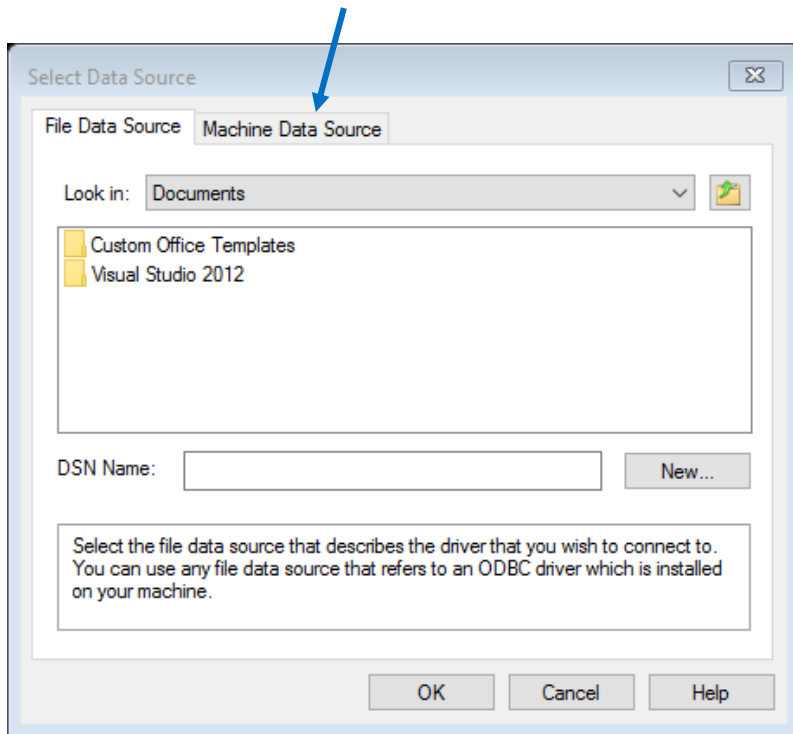 Select Data Source
File Data Source
Machine Data Source
Look in:
Documents
Custom Office Templates
Visual Studio 2012
DSN Name:
New...
Select the file data source that describes the driver that you wish to connect to.
You can use any file data source that refers to an ODBC driver which is installed
on your machine.
OK
Cancel
Help